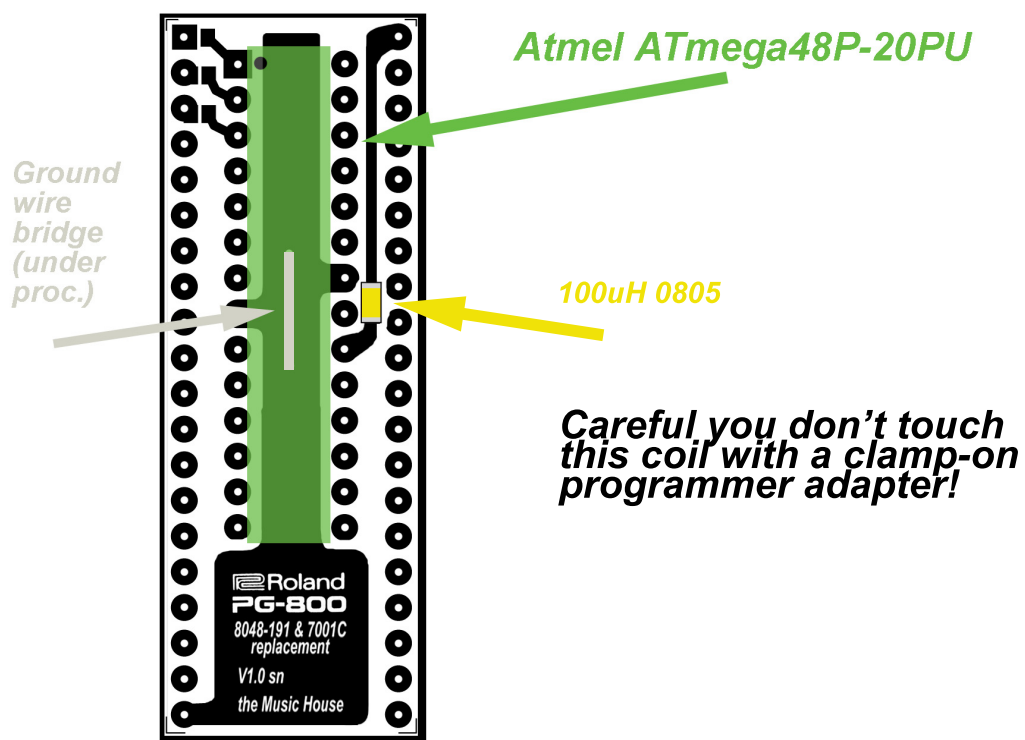 Atmel ATmega48P-20PU
Ground
wire
bridge
(under
proc.)
100uH 0805
Careful you don’t touch
this coil with a clamp-on
programmer adapter!
Roland
PG-800
8048-191 & 7001C
replacement
V1.0 sn
the Music House